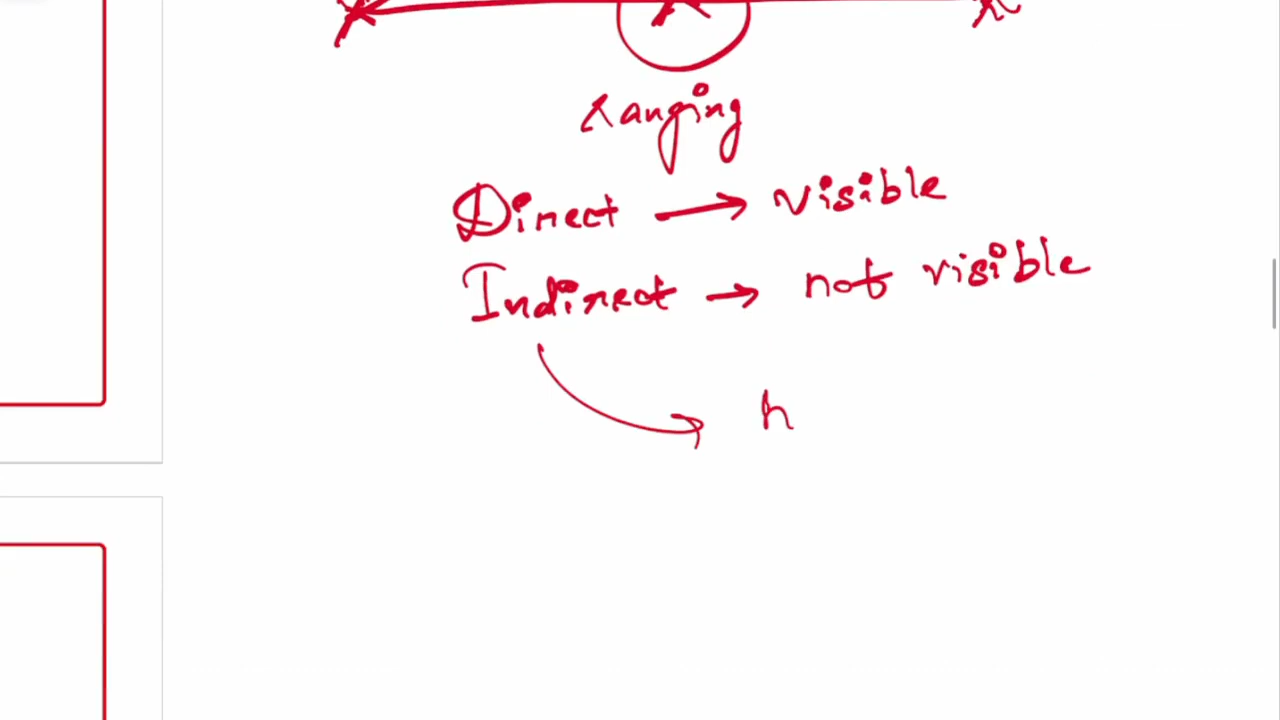 ranging
Direct → visible
Indirect → not visible
h